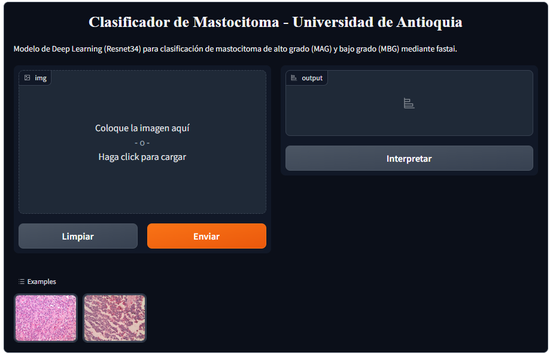 Clasificador de Mastocitoma - Universidad de Antioquia
Modelo de Deep Learning (Resnet34) para clasificación de mastocitoma de alto grado (MAG) y bajo grado (MBG) mediante fastai.
img
Coloque la imagen aquí
- o -
Haga click para cargar
Limpiar
Enviar
output
Interpretar
Examples